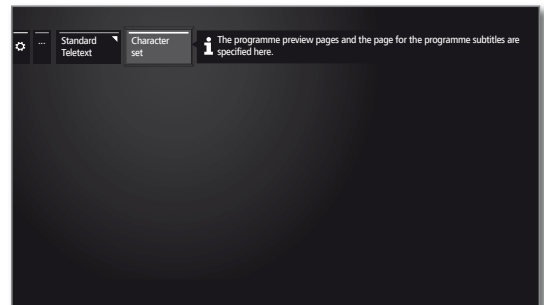 ... Standard Teletext Character set The programme preview pages and the page for the programme subtitles are
specified here.